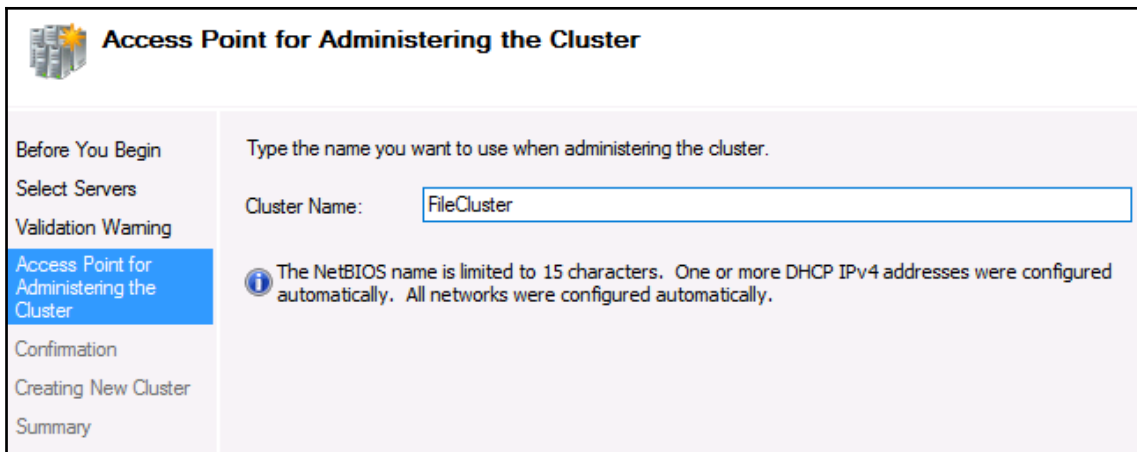 Access Point for Administering the Cluster
Before You Begin
Select Servers
Validation Warning
Access Point for
Administering the
Cluster
Confirmation
Creating New Cluster
Summary
Type the name you want to use when administering the cluster.
Cluster Name: FileCluster
The NetBIOS name is limited to 15 characters. One or more DHCP IPv4 addresses were configured
automatically. All networks were configured automatically.